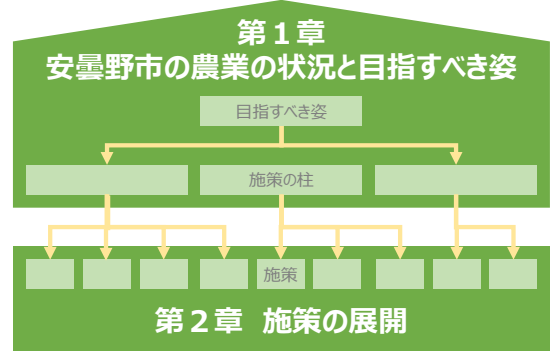 第１章
安曇野市の農業の状況と目指すべき姿
目指すべき姿
施策の柱
施策
第２章 施策の展開